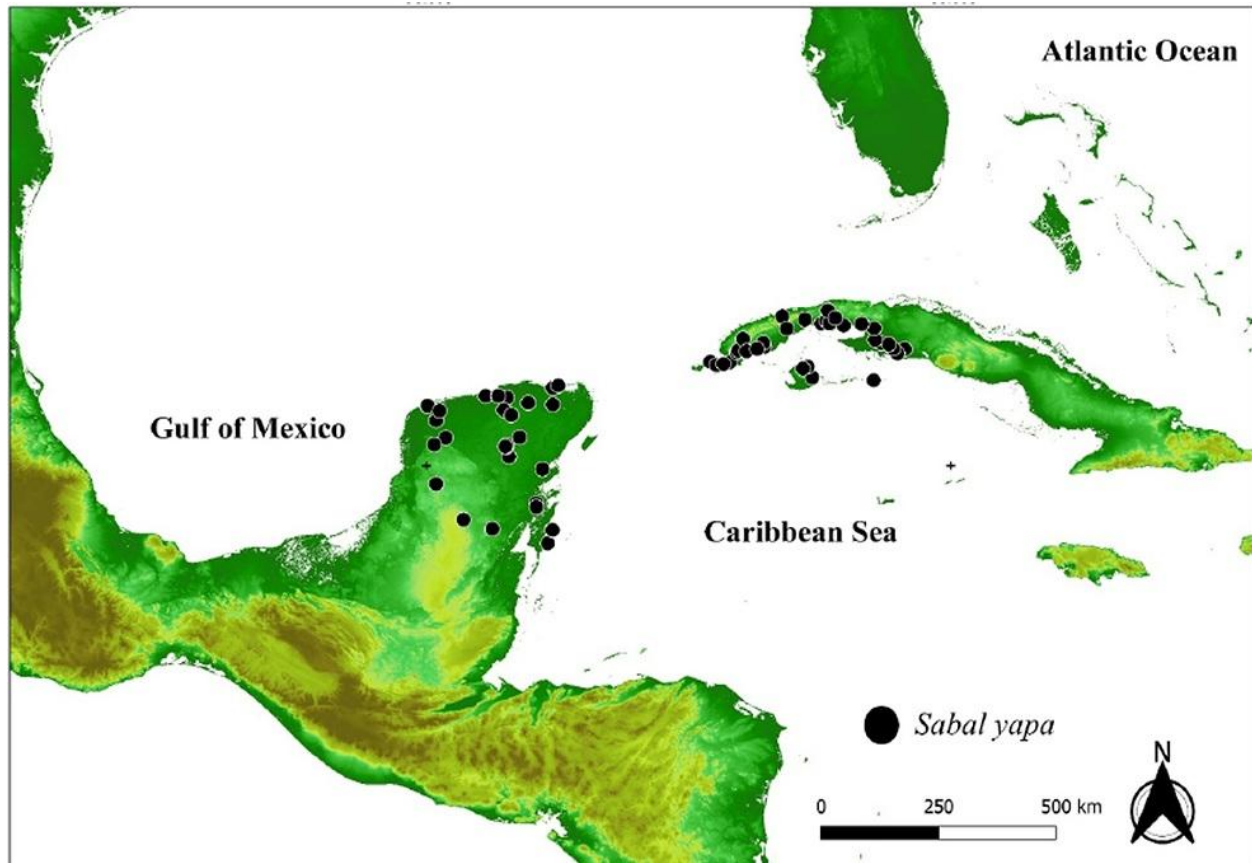 Atlantic Ocean
Gulf of Mexico
Caribbean Sea
Sabal yapa
N
0 250 500 km